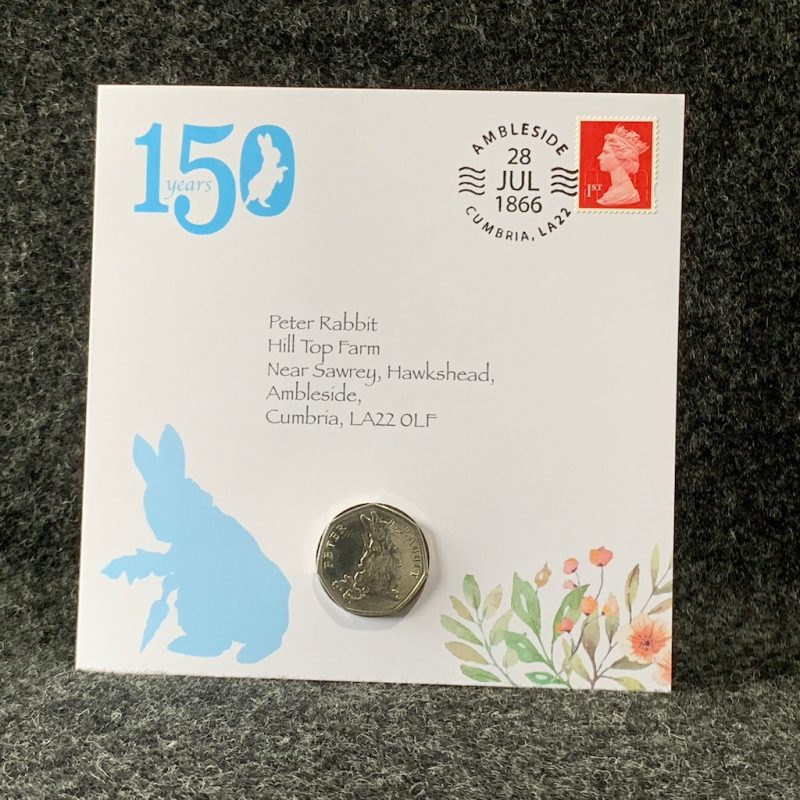 150
years
AMBLESIDE
28
JUL
1866
CUMBRIA, LA22
1ST
Peter Rabbit
Hill Top Farm
Near Sawrey, Hawkshead,
Ambleside,
Cumbria, LA22 0LF
PETER RABBIT